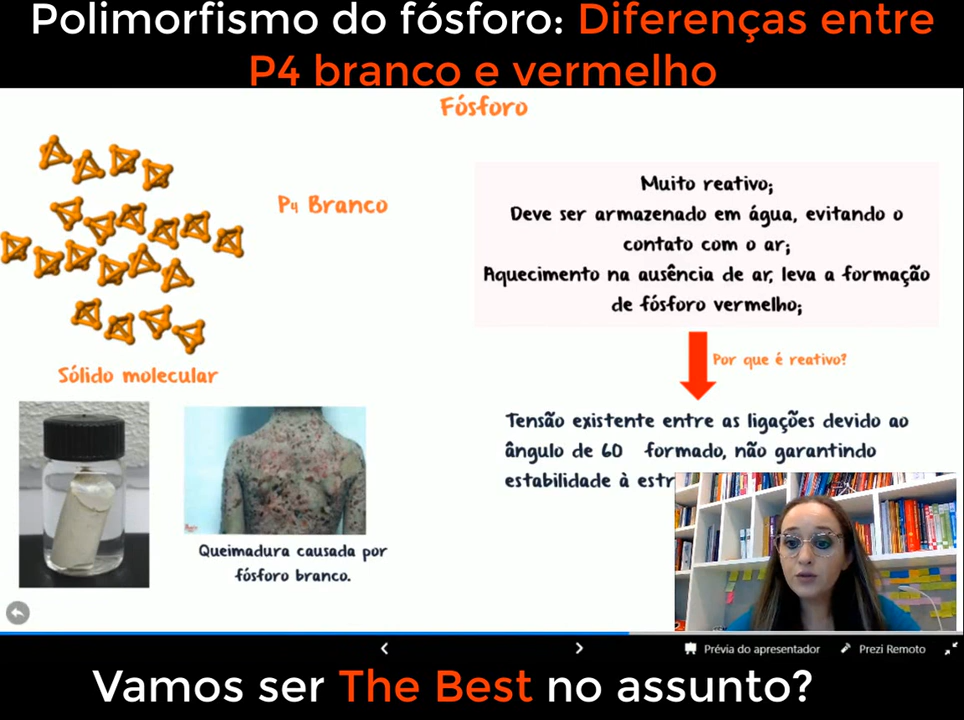 Polimorfismo do fósforo: Diferenças entre
P4 branco e vermelho
Fósforo
P4 Branco
Muito reativo;
Deve ser armazenado em água, evitando o
contato com o ar;
Aquecimento na ausência de ar, leva a formação
de fósforo vermelho;
Por que é reativo?
Sólido molecular
Tensão existente entre as ligações devido ao
ângulo de 60 formado, não garantindo
estabilidade à estr
Queimadura causada por
fósforo branco.
Prévia do apresentador
Prezi Remoto
Vamos ser The Best no assunto?